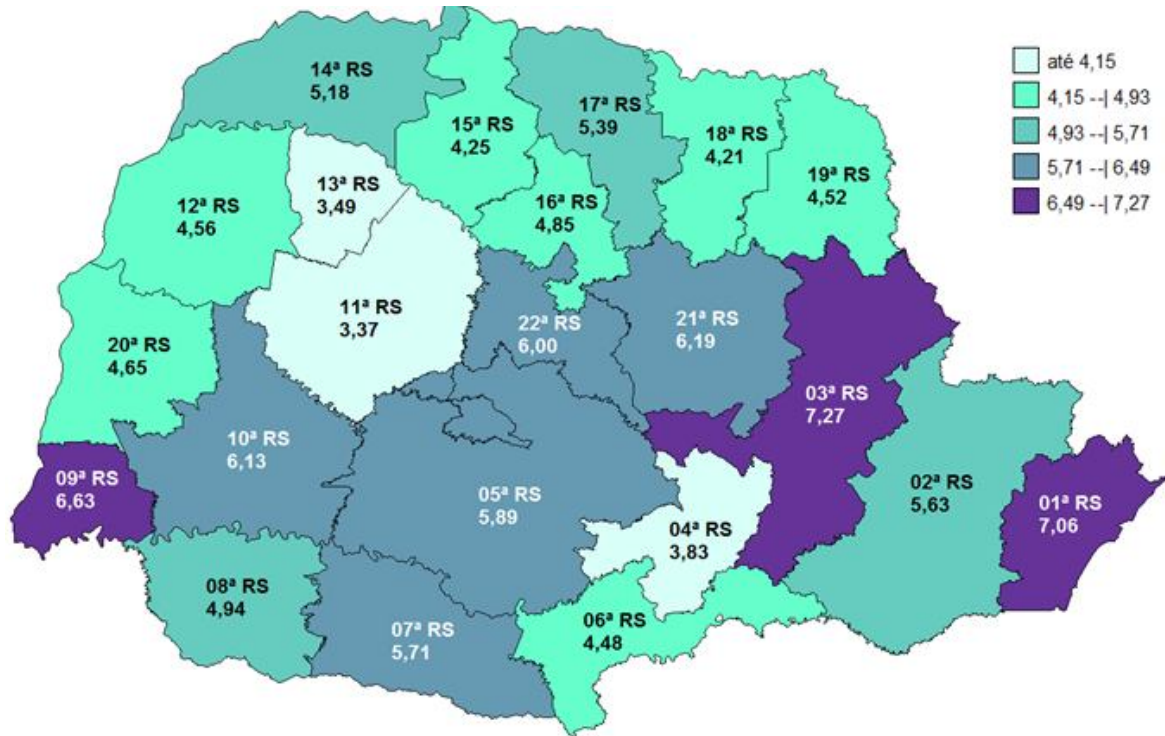 14ª RS
5,18
15ª RS
4,25
17ª RS
5,39
18ª RS
4,21
19ª RS
4,52
13ª RS
3,49
16ª RS
4,85
12ª RS
4,56
11ª RS
3,37
22ª RS
6,00
21ª RS
6,19
20ª RS
4,65
03ª RS
7,27
10ª RS
6,13
09ª RS
6,63
05ª RS
5,89
02ª RS
5,63
01ª RS
7,06
04ª RS
3,83
08ª RS
4,94
07ª RS
5,71
06ª RS
4,48
até 4,15
4,15 --| 4,93
4,93 --| 5,71
5,71 --| 6,49
6,49 --| 7,27